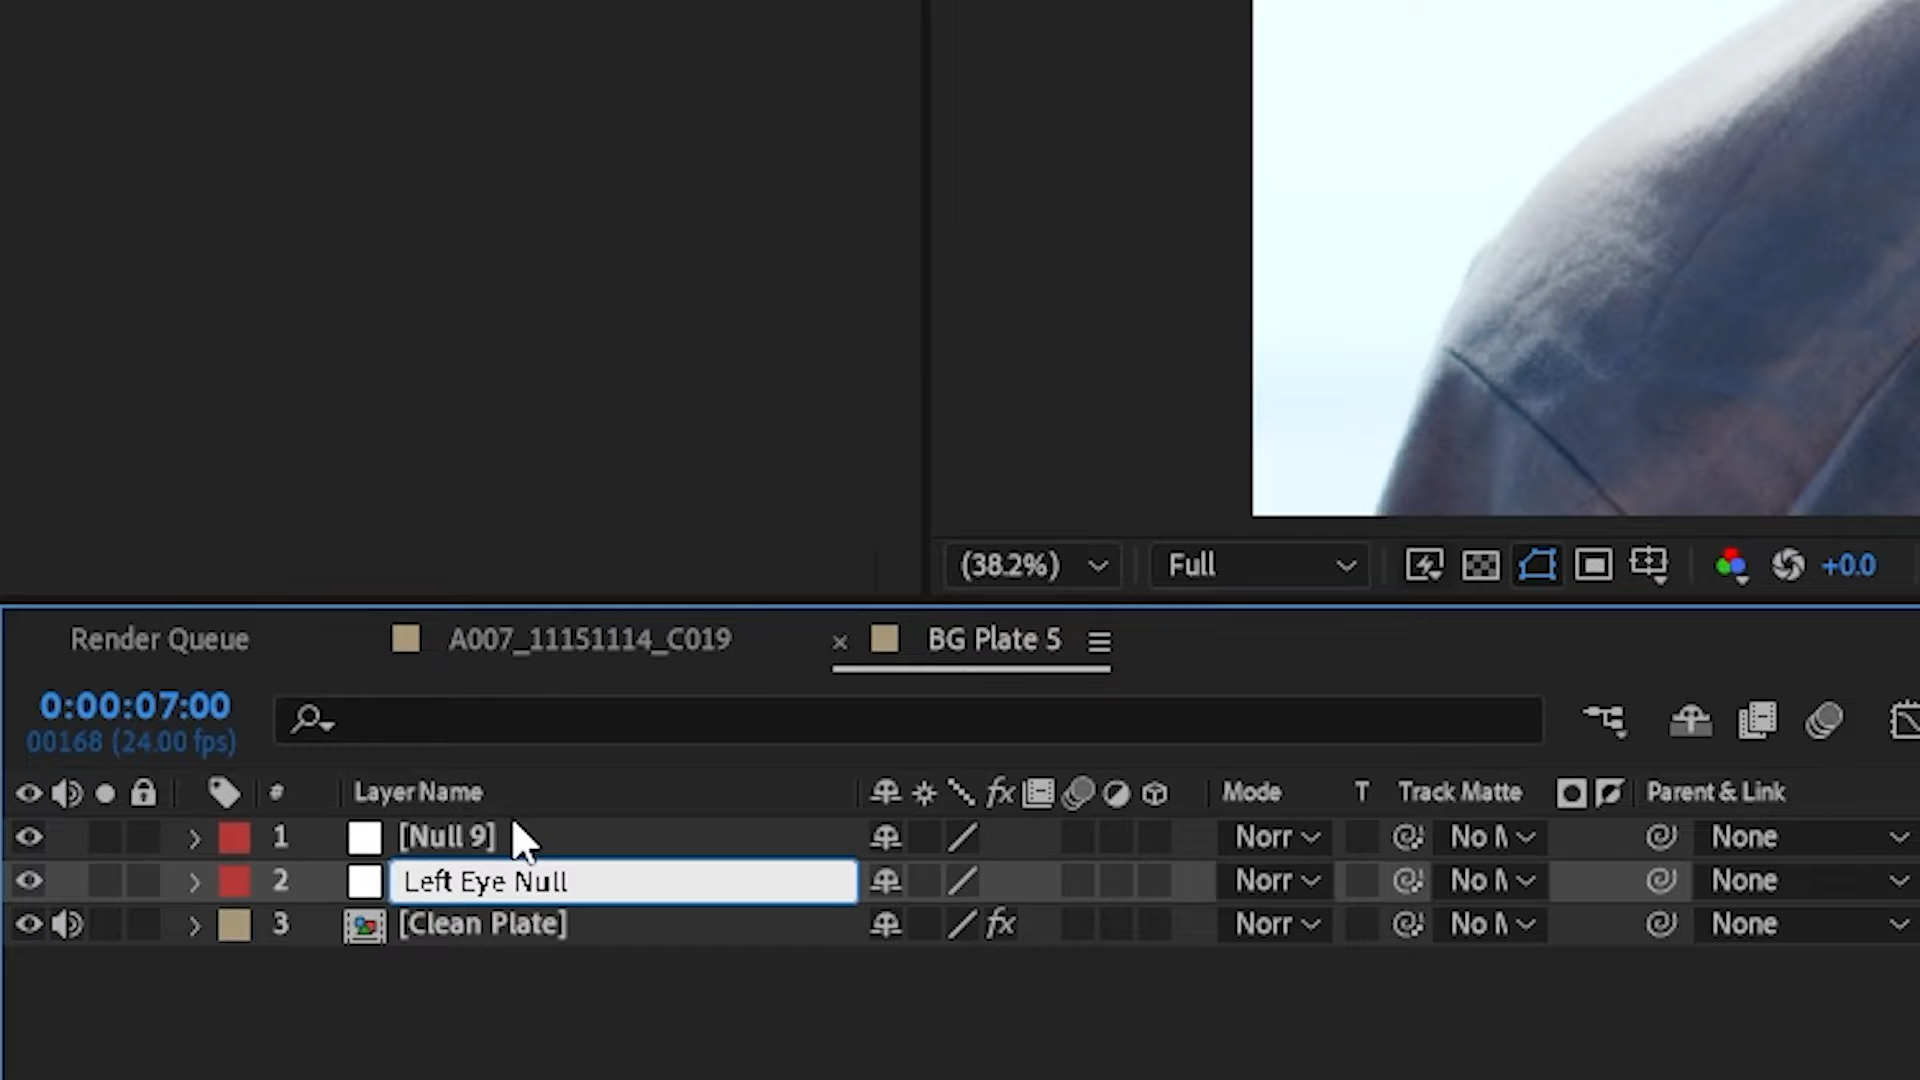 (38.2%) Full +0.0
Render Queue A007_11151114_C019 × BG Plate 5
0:00:07:00
00168 (24.00 fps)
# Layer Name fx Mode T Track Matte Parent & Link
1 [Null 9] Norr No M None
2 Left Eye Null Norr No M None
3 [Clean Plate] fx Norr No M None